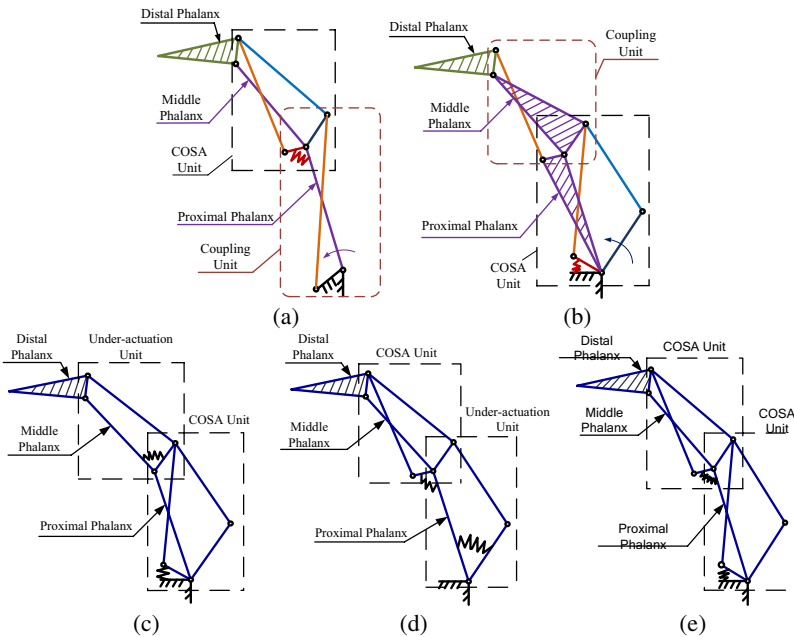 Distal Phalanx
Middle
Phalanx
COSA
Unit
Proximal Phalanx
Coupling
Unit
(a)
Distal Phalanx
Coupling
Unit
Middle
Phalanx
Proximal Phalanx
COSA
Unit
(b)
Distal
Phalanx
Under-actuation
Unit
COSA Unit
Middle
Phalanx
Proximal Phalanx
(c)
Distal
Phalanx
COSA Unit
Under-actuation
Unit
Middle
Phalanx
Proximal Phalanx
(d)
Distal
Phalanx
COSA Unit
COSA
Unit
Middle
Phalanx
Proximal
Phalanx
(e)